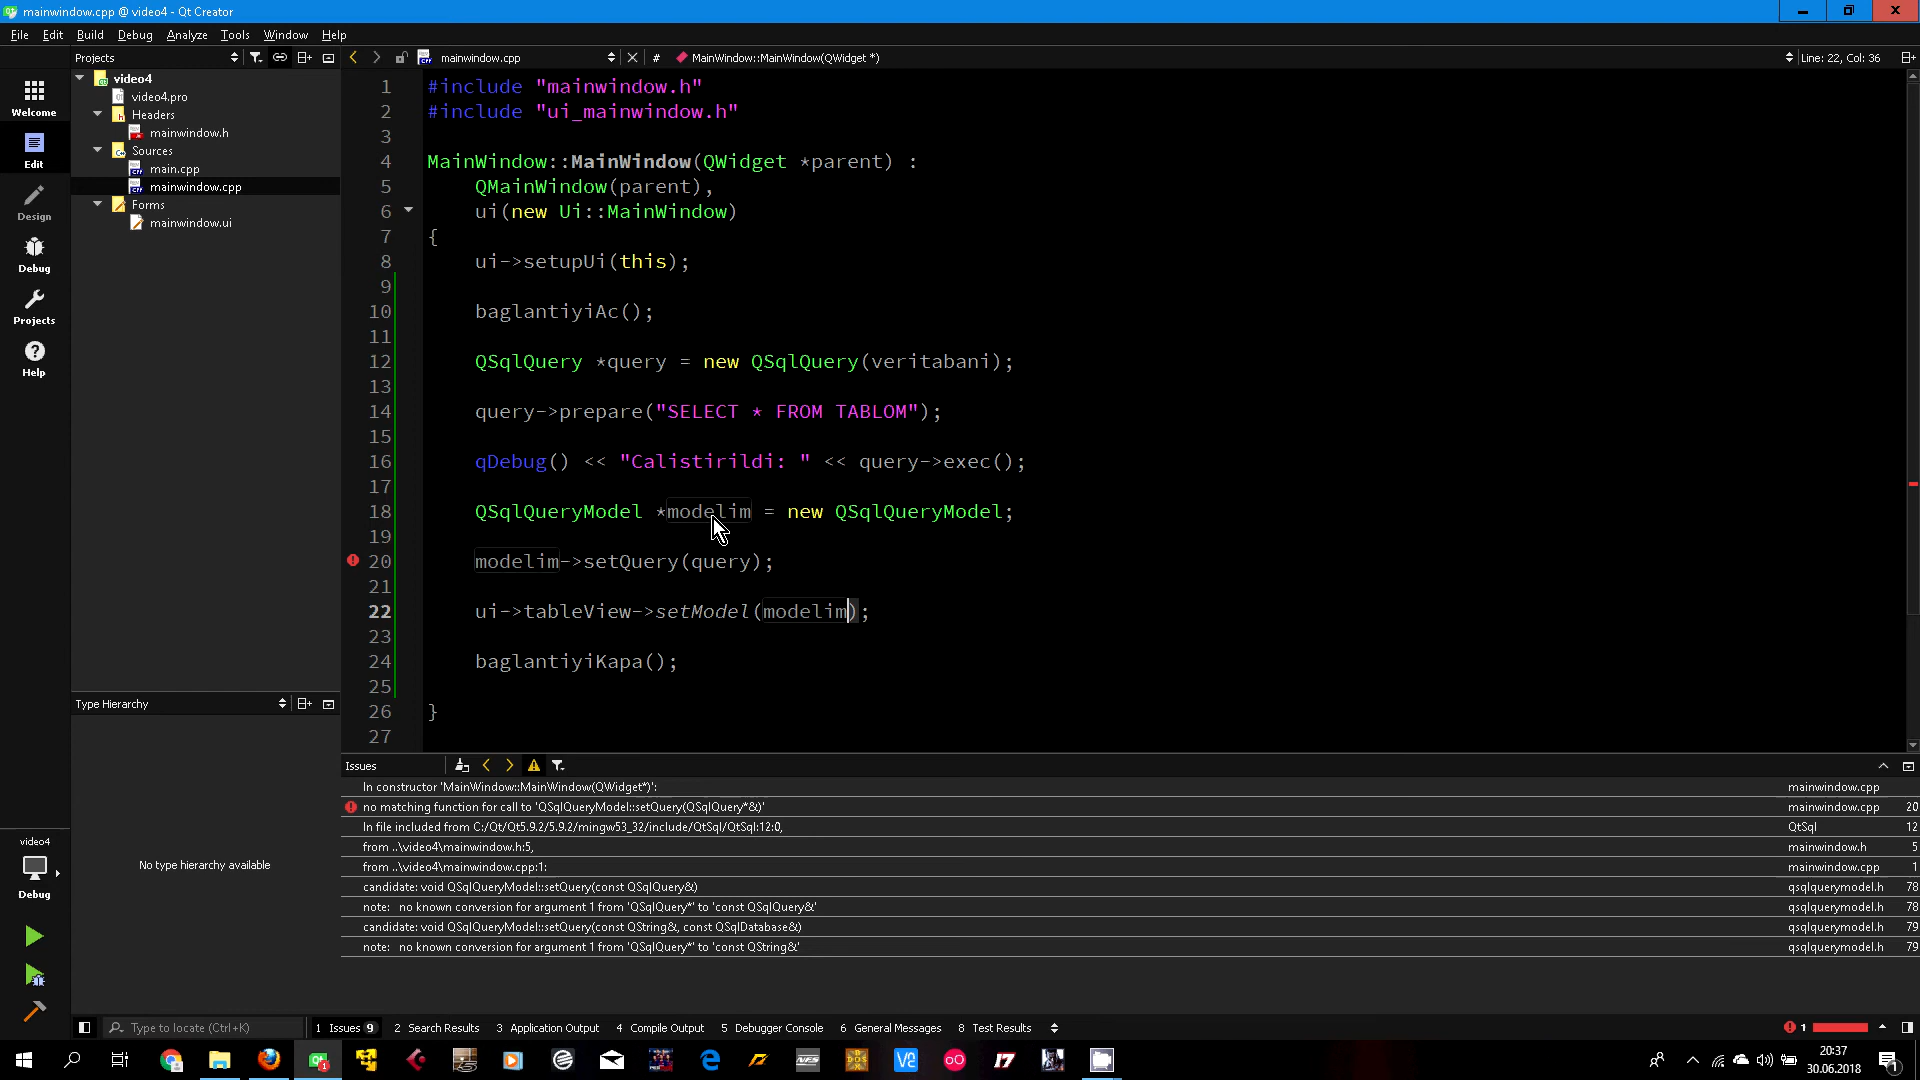 mainwindow.cpp @ video4 - Qt Creator
File Edit Build Debug Analyze Tools Window Help
Projects
mainwindow.cpp
#
MainWindow::MainWindow(QWidget *)
Line: 22, Col: 36
Welcome
Edit
Design
Debug
Projects
Help
video4
video4.pro
Headers
mainwindow.h
Sources
main.cpp
mainwindow.cpp
Forms
mainwindow.ui
1 #include "mainwindow.h"
2 #include "ui_mainwindow.h"
3
4 MainWindow::MainWindow(QWidget *parent) :
5 QMainWindow(parent),
6 ui(new Ui::MainWindow)
7 {
8 ui->setupUi(this);
9
10 baglantiyiAc();
11
12 QSqlQuery *query = new QSqlQuery(veritabani);
13
14 query->prepare("SELECT * FROM TABLOM");
15
16 qDebug() << "Calistirildi: " << query->exec();
17
18 QSqlQueryModel *modelim = new QSqlQueryModel;
19
20 modelim->setQuery(query);
21
22 ui->tableView->setModel(modelim);
23
24 baglantiyiKapa();
25
26 }
27
Type Hierarchy
No type hierarchy available
Issues
In constructor 'MainWindow::MainWindow(QWidget*)': mainwindow.cpp
no matching function for call to 'QSqlQueryModel::setQuery(QSqlQuery*&)' mainwindow.cpp 20
In file included from C:/Qt/Qt5.9.2/5.9.2/mingw53_32/include/QtSql/QtSql:12:0, QtSql 12
from ..\video4\mainwindow.h:5, mainwindow.h 5
from ..\video4\mainwindow.cpp:1: mainwindow.cpp 1
candidate: void QSqlQueryModel::setQuery(const QSqlQuery&) qsqlquerymodel.h 78
note: no known conversion for argument 1 from 'QSqlQuery*' to 'const QSqlQuery&' qsqlquerymodel.h 78
candidate: void QSqlQueryModel::setQuery(const QString&, const QSqlDatabase&) qsqlquerymodel.h 79
note: no known conversion for argument 1 from 'QSqlQuery*' to 'const QString&' qsqlquerymodel.h 79
video4
Debug
Type to locate (Ctrl+K)
1 Issues 9
2 Search Results
3 Application Output
4 Compile Output
5 Debugger Console
6 General Messages
8 Test Results
1
20:37
30.06.2018